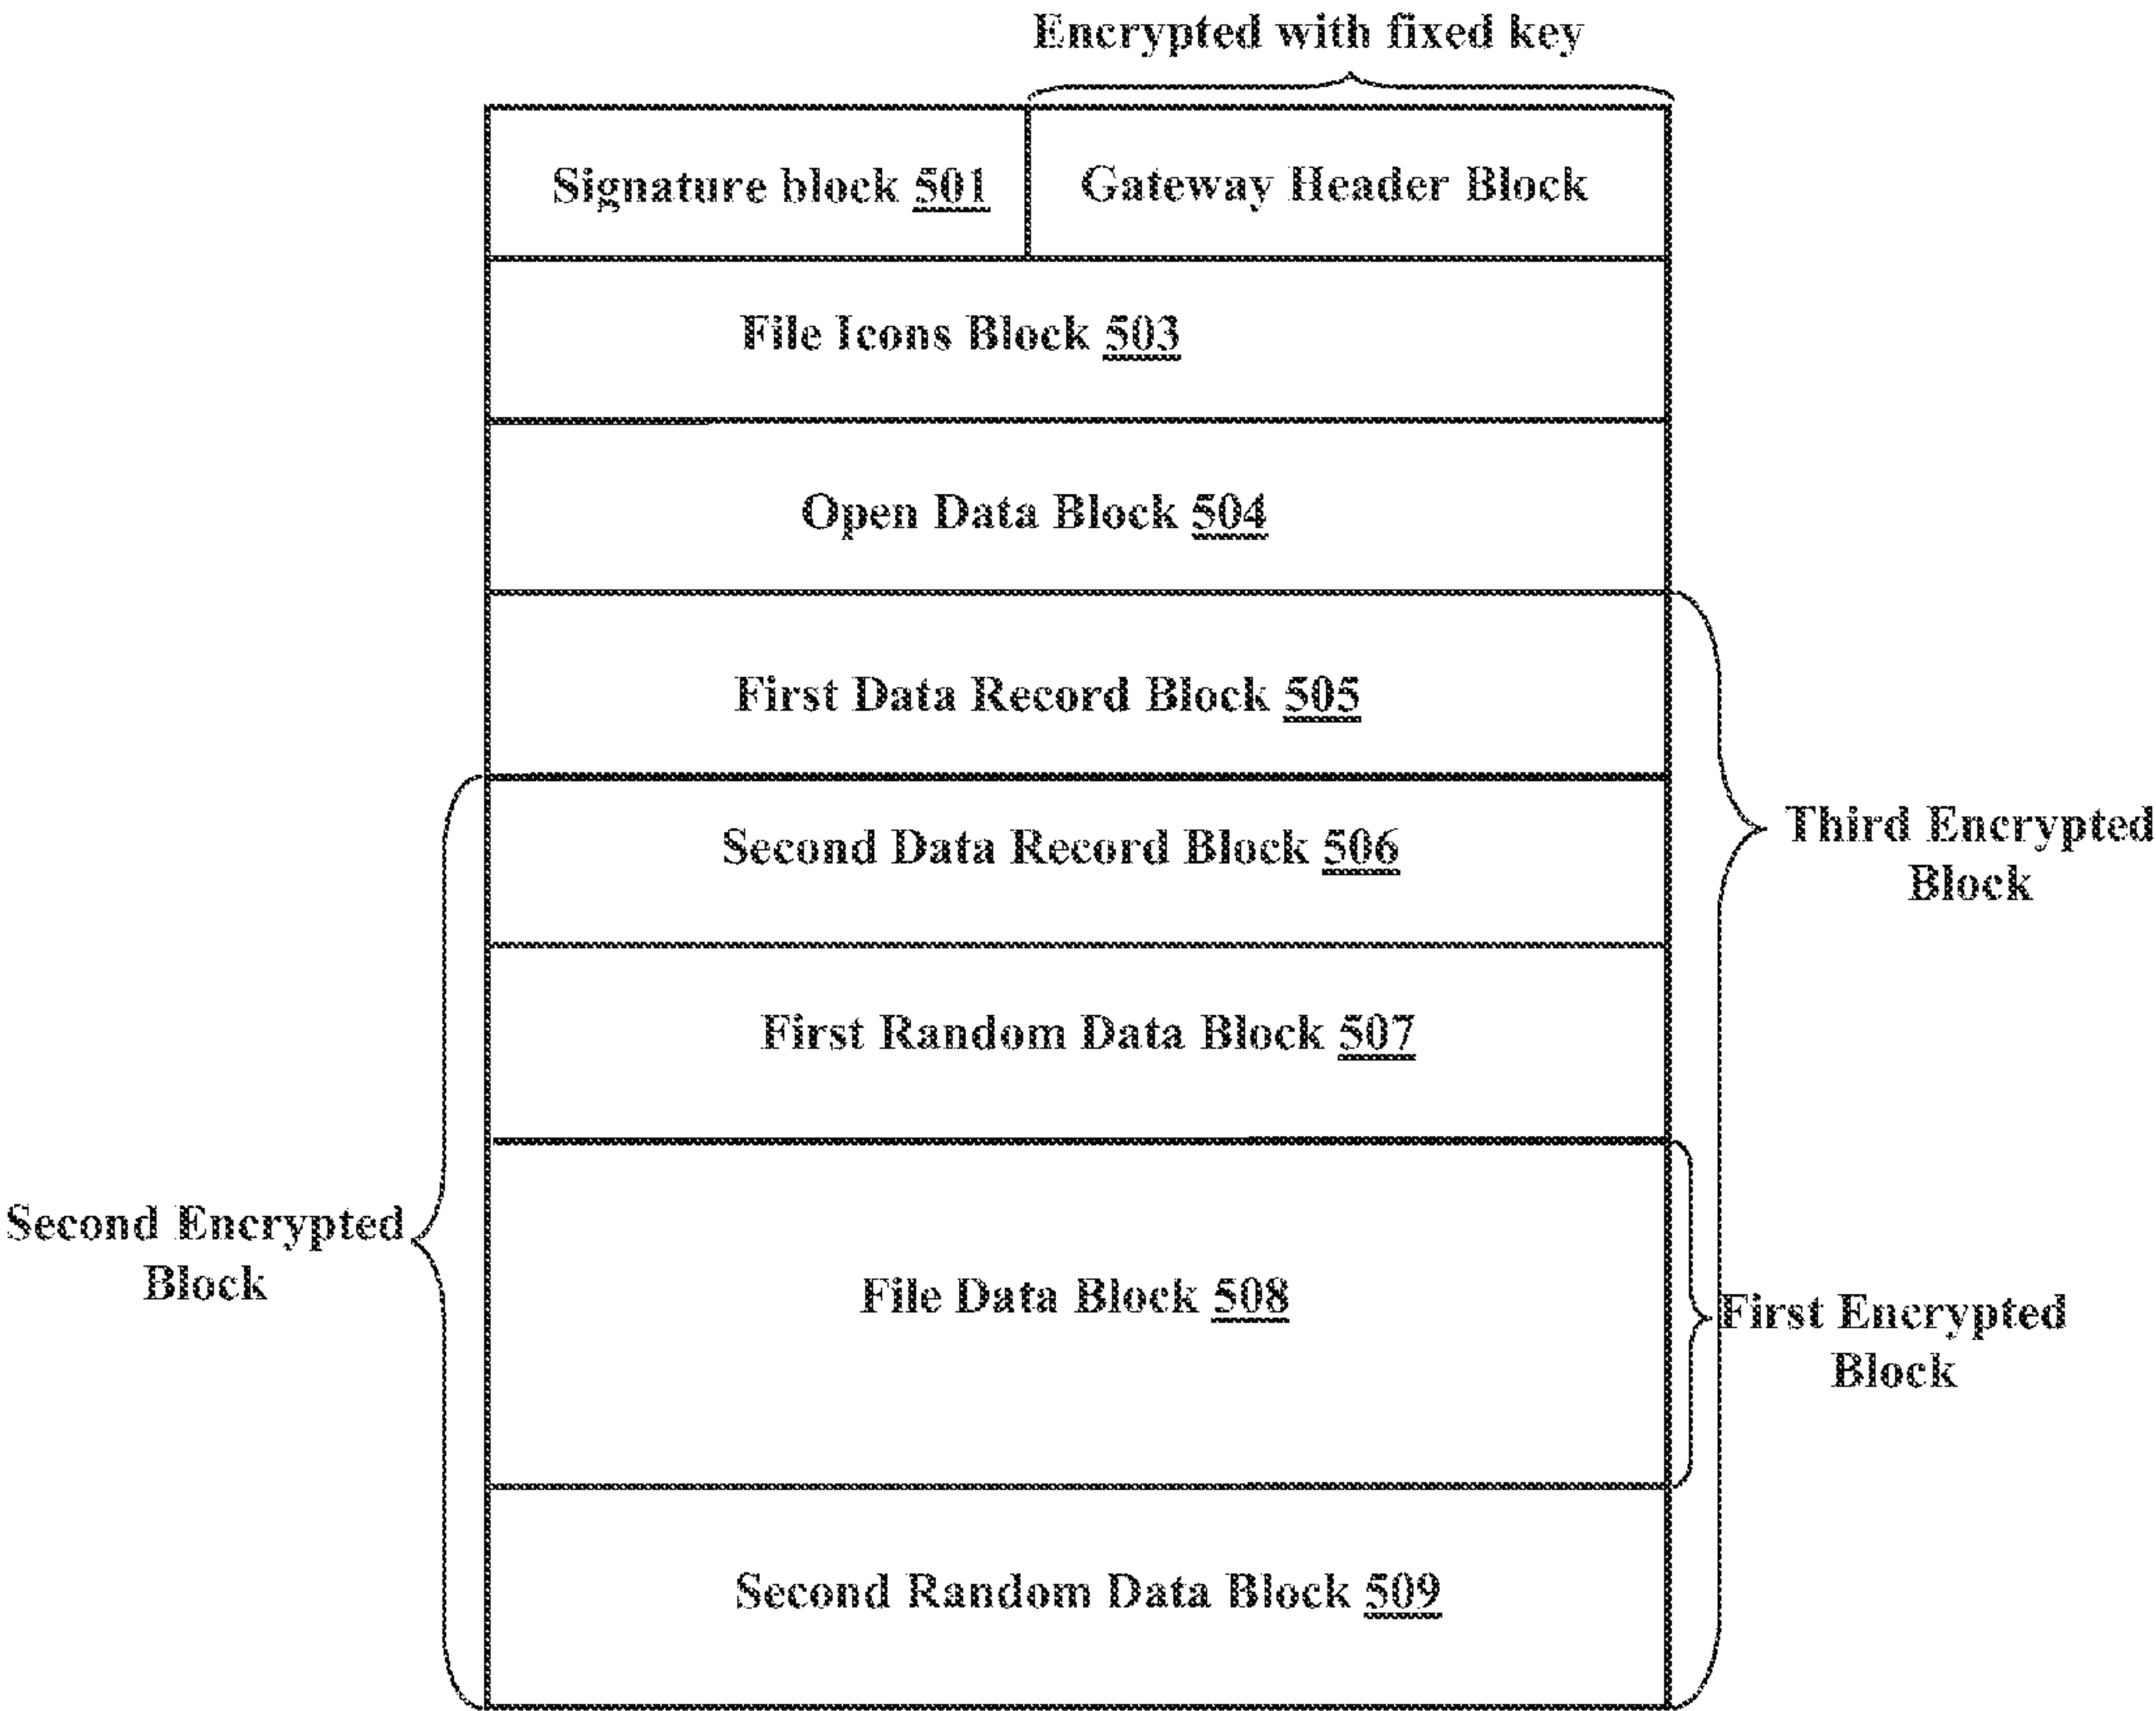 Encrypted with fixed key
Signature block 501
Gateway Header Block
File Icons Block 503
Open Data Block 504
First Data Record Block 505
Second Data Record Block 506
Third Encrypted
Block
First Random Data Block 507
Second Encrypted
Block
File Data Block 508
First Encrypted
Block
Second Random Data Block 509